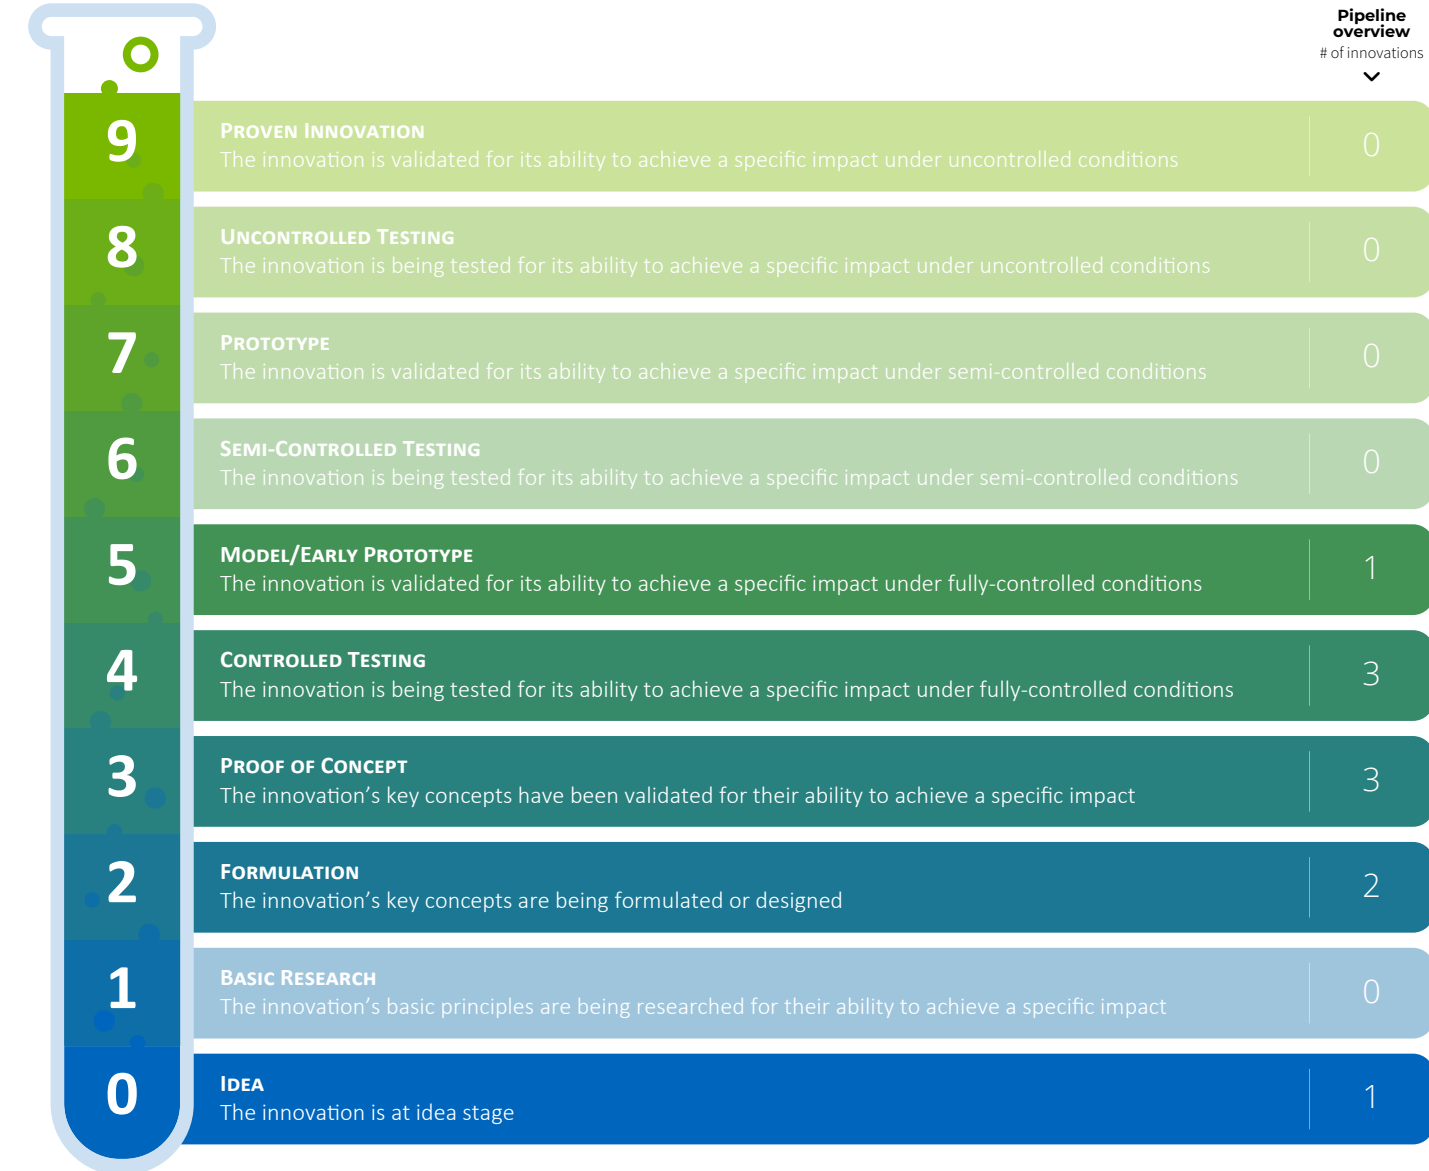 Pipeline
overview
# of innovations
9
PROVEN INNOVATION
The innovation is validated for its ability to achieve a specific impact under uncontrolled conditions
0
8
UNCONTROLLED TESTING
The innovation is being tested for its ability to achieve a specific impact under uncontrolled conditions
0
7
PROTOTYPE
The innovation is validated for its ability to achieve a specific impact under semi-controlled conditions
0
6
SEMI-CONTROLLED TESTING
The innovation is being tested for its ability to achieve a specific impact under semi-controlled conditions
0
5
MODEL/EARLY PROTOTYPE
The innovation is validated for its ability to achieve a specific impact under fully-controlled conditions
1
4
CONTROLLED TESTING
The innovation is being tested for its ability to achieve a specific impact under fully-controlled conditions
3
3
PROOF OF CONCEPT
The innovation’s key concepts have been validated for their ability to achieve a specific impact
3
2
FORMULATION
The innovation’s key concepts are being formulated or designed
2
1
BASIC RESEARCH
The innovation’s basic principles are being researched for their ability to achieve a specific impact
0
0
IDEA
The innovation is at idea stage
1